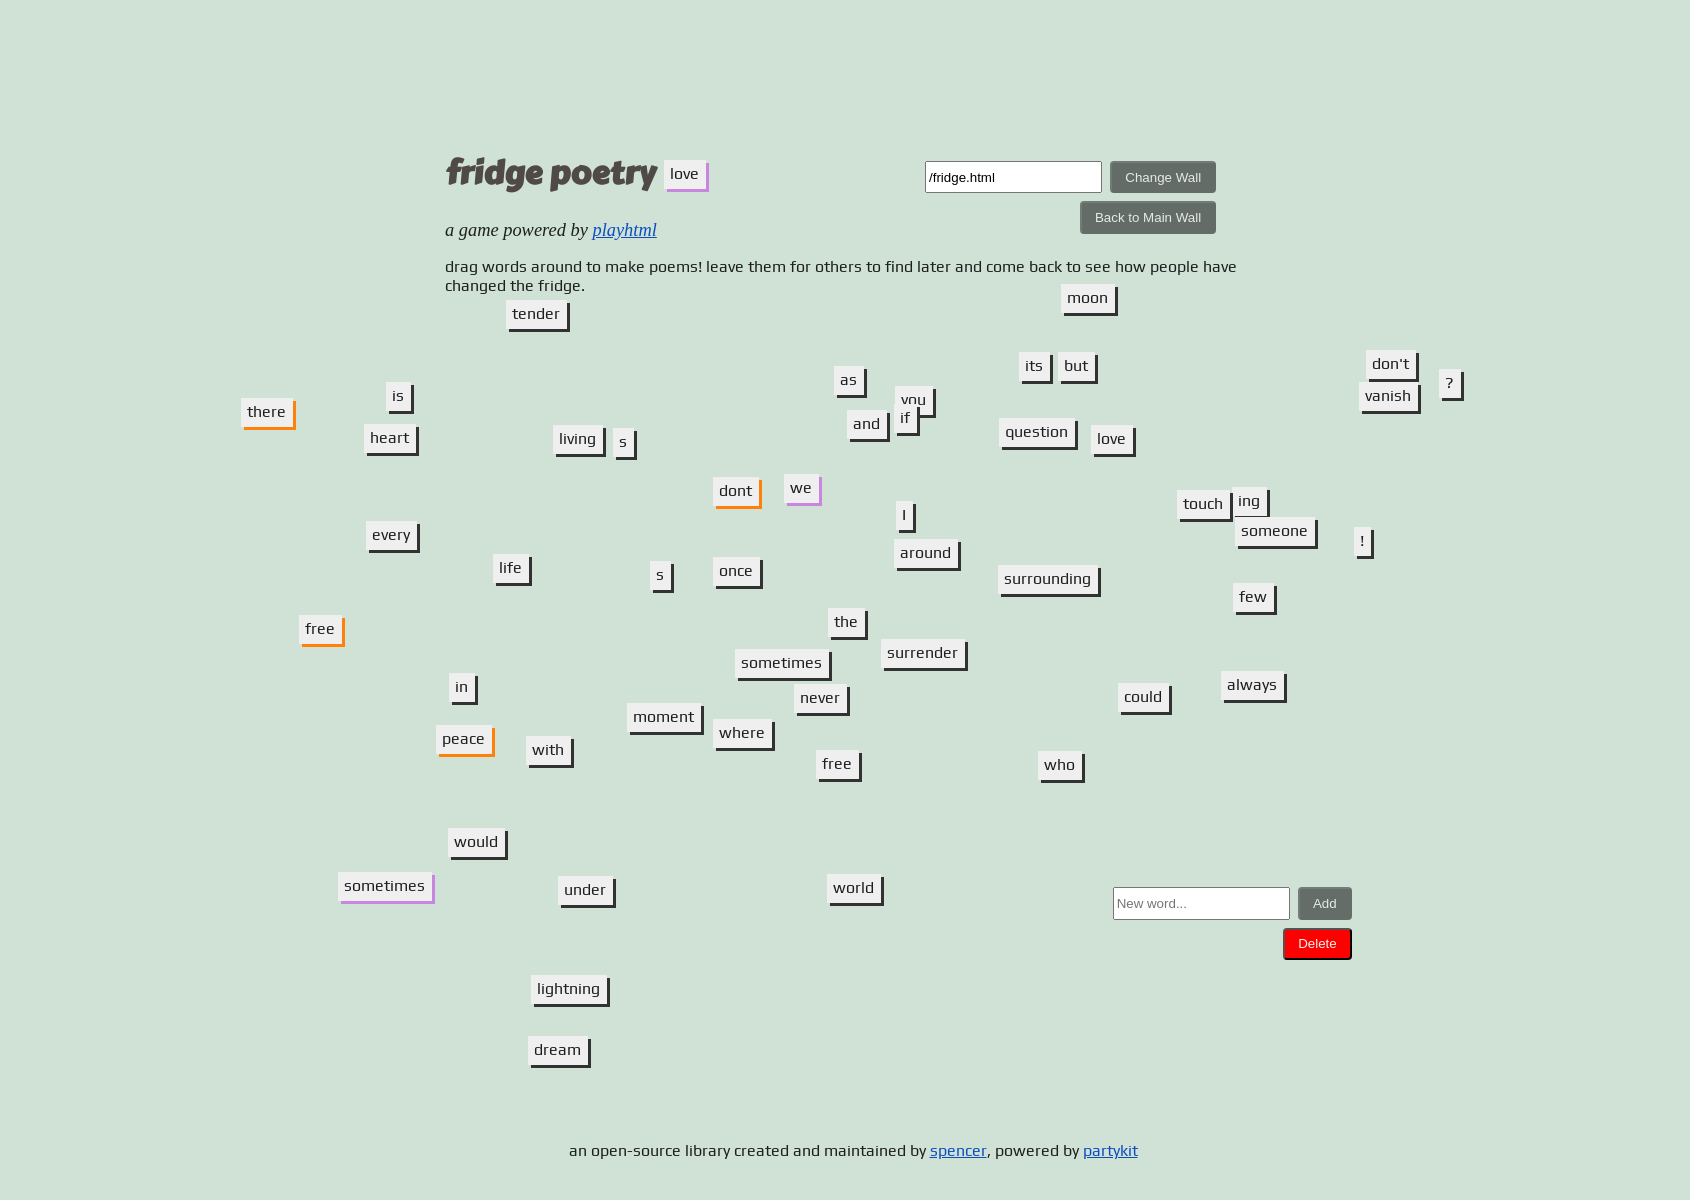 fridge poetry love
/fridge.html
Change Wall
Back to Main Wall
a game powered by playhtml
drag words around to make poems! leave them for others to find later and come back to see how people have
changed the fridge.
moon
tender
its but
don't
as
?
is
you
vanish
there
and if
heart
question love
living s
dont we
touch ing
I
every
someone !
around
life
s once
surrounding
few
free
the
surrender
sometimes
in
always
never
could
moment
where
peace
with
free
who
would
sometimes
under
world
New word...
Add
Delete
lightning
dream
an open-source library created and maintained by spencer, powered by partykit